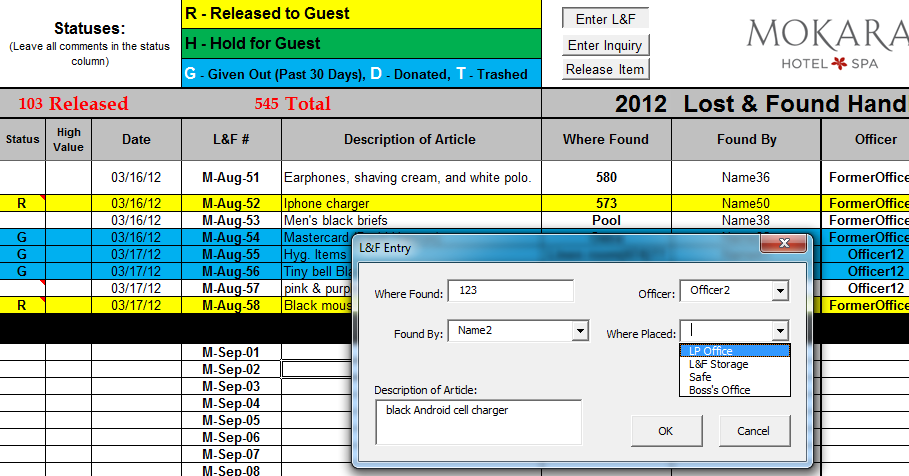 Statuses:
(Leave all comments in the status
column)
R - Released to Guest
H - Hold for Guest
G - Given Out (Past 30 Days), D - Donated, T - Trashed
Enter L&F
Enter Inquiry
Release Item
MOKARA
HOTEL SPA
103 Released 545 Total 2012 Lost & Found Hand
Status High Value Date L&F # Description of Article Where Found Found By Officer
03/16/12 M-Aug-51 Earphones, shaving cream, and white polo. 580 Name36 FormerOffice
R 03/16/12 M-Aug-52 Iphone charger 573 Name50 FormerOffice
03/16/12 M-Aug-53 Men's black briefs Pool Name38 FormerOffice
G 03/16/12 M-Aug-54 Mastercard FormerOffice
G 03/17/12 M-Aug-55 Hyg. Items Officer12
G 03/17/12 M-Aug-56 Tiny bell Bla Officer12
03/17/12 M-Aug-57 pink & purp Officer12
R 03/17/12 M-Aug-58 Black mous FormerOffice
M-Sep-01
M-Sep-02
M-Sep-03
M-Sep-04
M-Sep-05
M-Sep-06
M-Sep-07
M-Sep-08
L&F Entry
Where Found: 123 Officer: Officer2
Found By: Name2 Where Placed:
LP Office
L&F Storage
Safe
Boss's Office
Description of Article:
black Android cell charger
OK Cancel